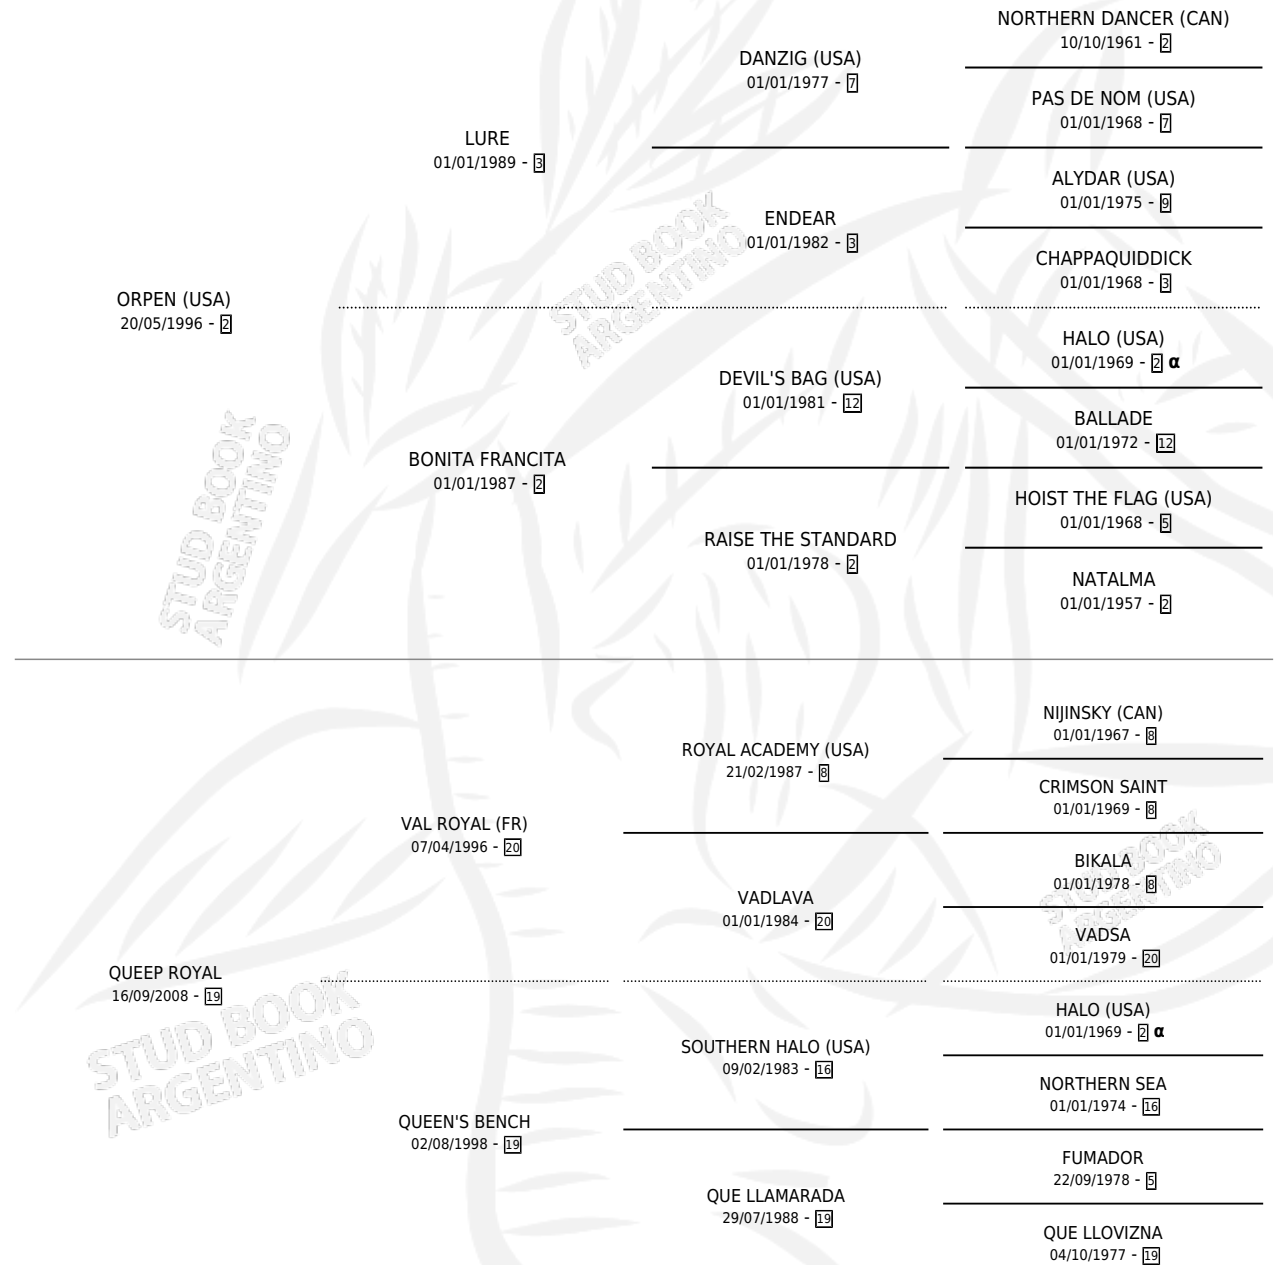 NORTHERN DANCER (CAN)
10/10/1961 - 2
DANZIG (USA)
01/01/1977 - 7
PAS DE NOM (USA)
01/01/1968 - 7
LURE
01/01/1989 - 3
ALYDAR (USA)
01/01/1975 - 9
ENDEAR
01/01/1982 - 3
CHAPPAQUIDDICK
01/01/1968 - 3
ORPEN (USA)
20/05/1996 - 2
HALO (USA)
01/01/1969 - 2 α
DEVIL'S BAG (USA)
01/01/1981 - 12
BALLADE
01/01/1972 - 12
BONITA FRANCITA
01/01/1987 - 2
HOIST THE FLAG (USA)
01/01/1968 - 5
RAISE THE STANDARD
01/01/1978 - 2
NATALMA
01/01/1957 - 2
STUD BOOK
ARGENTINO
STUD BOOK
ARGENTINO
NIJINSKY (CAN)
01/01/1967 - 8
ROYAL ACADEMY (USA)
21/02/1987 - 8
CRIMSON SAINT
01/01/1969 - 8
VAL ROYAL (FR)
07/04/1996 - 20
BIKALA
01/01/1978 - 8
VADLAVA
01/01/1984 - 20
VADSA
01/01/1979 - 20
QUEEP ROYAL
16/09/2008 - 19
HALO (USA)
01/01/1969 - 2 α
SOUTHERN HALO (USA)
09/02/1983 - 16
NORTHERN SEA
01/01/1974 - 16
QUEEN'S BENCH
02/08/1998 - 19
FUMADOR
22/09/1978 - 5
QUE LLAMARADA
29/07/1988 - 19
QUE LLOVIZNA
04/10/1977 - 19
STUD BOOK
ARGENTINO
STUD BOOK
ARGENTINO